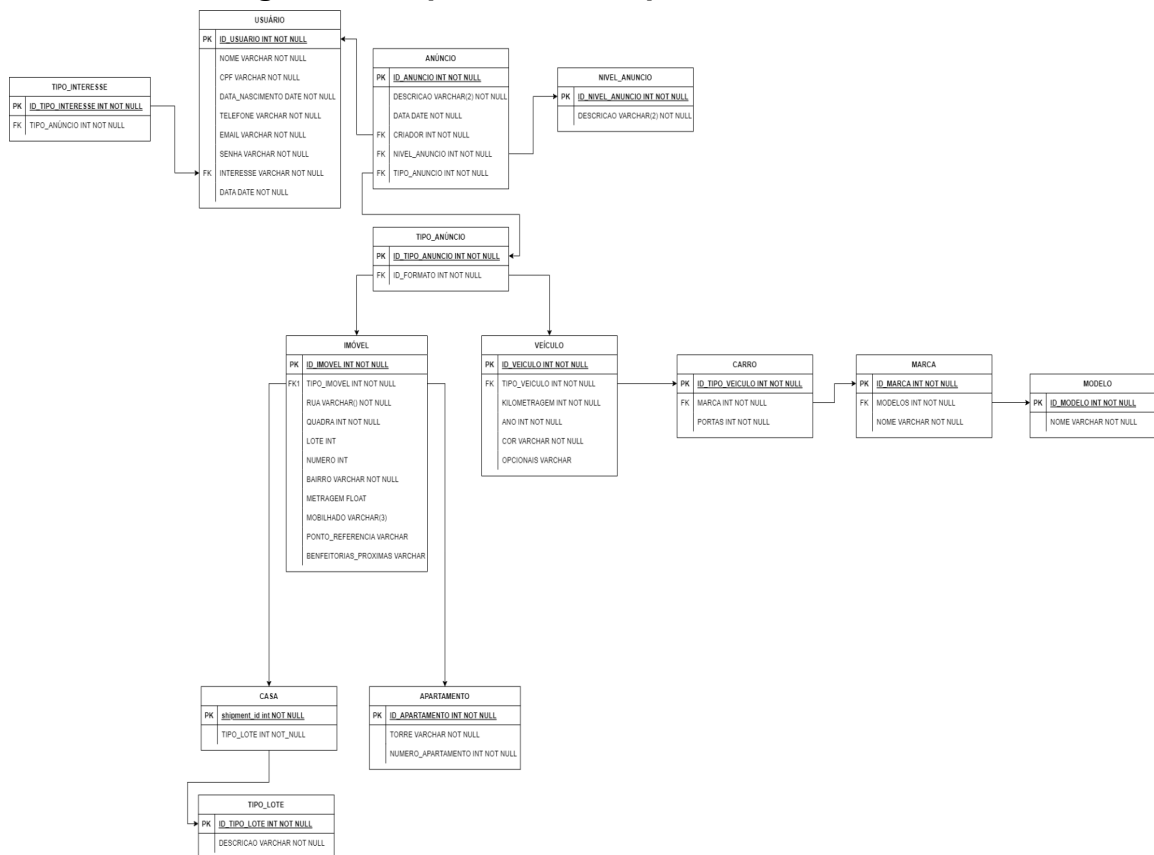 USUÁRIO
PK ID_USUARIO INT NOT NULL
NOME VARCHAR NOT NULL
CPF VARCHAR NOT NULL
DATA_NASCIMENTO DATE NOT NULL
TELEFONE VARCHAR NOT NULL
EMAIL VARCHAR NOT NULL
SENHA VARCHAR NOT NULL
FK INTERESSE VARCHAR NOT NULL
DATA DATE NOT NULL
TIPO_INTERESSE
PK ID_TIPO_INTERESSE INT NOT NULL
FK TIPO_ANÚNCIO INT NOT NULL
ANÚNCIO
PK ID_ANUNCIO INT NOT NULL
DESCRICAO VARCHAR(2) NOT NULL
DATA DATE NOT NULL
FK CRIADOR INT NOT NULL
FK NIVEL_ANUNCIO INT NOT NULL
FK TIPO_ANUNCIO INT NOT NULL
NIVEL_ANUNCIO
PK ID_NIVEL_ANUNCIO INT NOT NULL
DESCRICAO VARCHAR(2) NOT NULL
TIPO_ANÚNCIO
PK ID_TIPO_ANUNCIO INT NOT NULL
FK ID_FORMATO INT NOT NULL
IMÓVEL
PK ID_IMOVEL INT NOT NULL
FK1 TIPO_IMOVEL INT NOT NULL
RUA VARCHAR() NOT NULL
QUADRA INT NOT NULL
LOTE INT
NUMERO INT
BAIRRO VARCHAR NOT NULL
METRAGEM FLOAT
MOBILHADO VARCHAR(3)
PONTO_REFERENCIA VARCHAR
BENFEITORIAS_PROXIMAS VARCHAR
VEÍCULO
PK ID_VEICULO INT NOT NULL
FK TIPO_VEICULO INT NOT NULL
KILOMETRAGEM INT NOT NULL
ANO INT NOT NULL
COR VARCHAR NOT NULL
OPCIONAIS VARCHAR
CARRO
PK ID_TIPO_VEICULO INT NOT NULL
FK MARCA INT NOT NULL
PORTAS INT NOT NULL
MARCA
PK ID_MARCA INT NOT NULL
FK MODELOS INT NOT NULL
NOME VARCHAR NOT NULL
MODELO
PK ID_MODELO INT NOT NULL
NOME VARCHAR NOT NULL
CASA
PK shipment_id int NOT NULL
TIPO_LOTE INT NOT_NULL
APARTAMENTO
PK ID_APARTAMENTO INT NOT NULL
TORRE VARCHAR NOT NULL
NUMERO_APARTAMENTO INT NOT NULL
TIPO_LOTE
PK ID_TIPO_LOTE INT NOT NULL
DESCRICAO VARCHAR NOT NULL